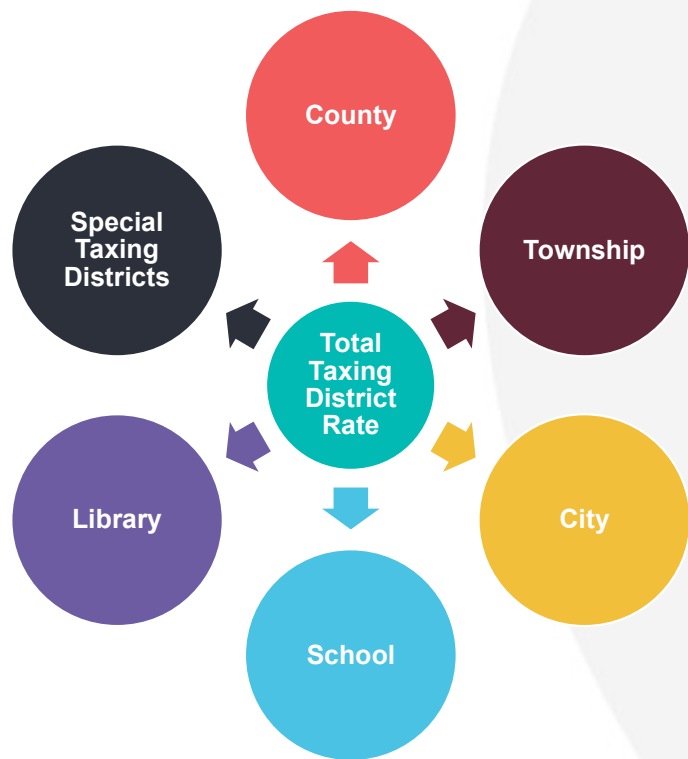 County
Special
Taxing
Districts
Township
Total
Taxing
District
Rate
Library
City
School